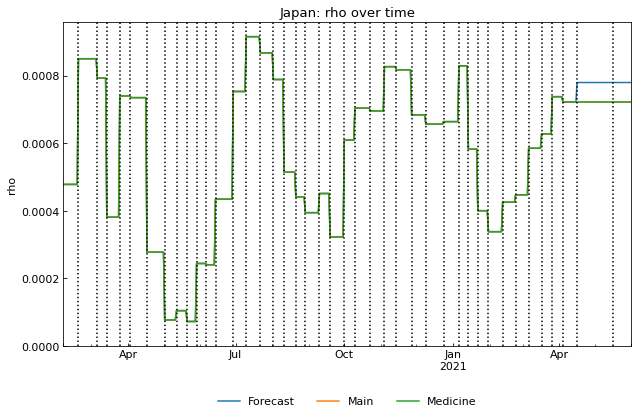 Japan: rho over time
rho
0.0008
0.0006
0.0004
0.0002
0.0000
Apr Jul Oct Jan Apr
2021
Forecast Main Medicine